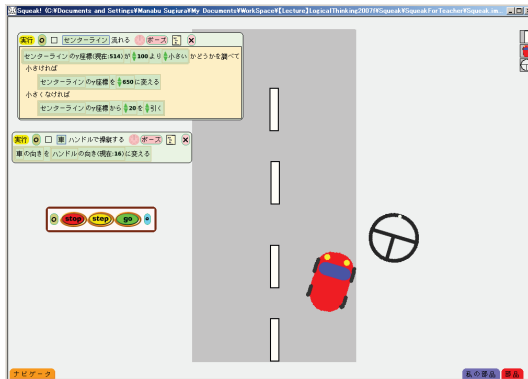 Squeak! (C:¥Documents and Settings¥Manabu Sugiura¥My Documents¥WorkSpace¥[Lecture]LogicalThinking2007f¥Squeak¥SqueakForTeacher¥Squeak.im...
実行 センターライン 流れる ! ポーズ
センターラインのy座標(現在:514)が 100より 小さい かどうかを調べて
小さければ
センターラインのy座標を 650に変える
小さくなければ
センターラインのy座標から 20を 引く
実行 車 ハンドルで操縦する ! ポーズ
車の向きを ハンドルの向き(現在:16)に変える
stop step go
ナビゲータ 私の部品 部品